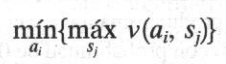 mín{máx v(aᵢ, sⱼ)}
aᵢ sⱼ